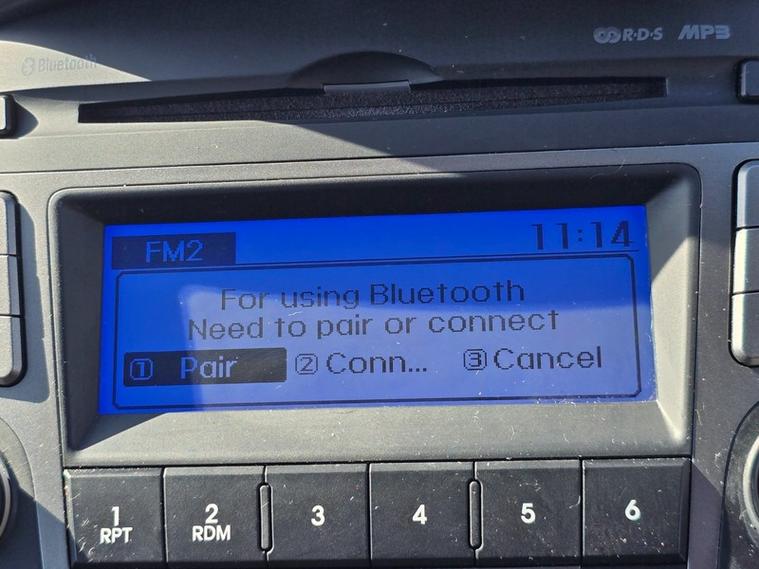 R·D·S MP3
Bluetooth
FM2 11:14
For using Bluetooth
Need to pair or connect
① Pair ② Conn... ③ Cancel
1 2 3 4 5 6
RPT RDM